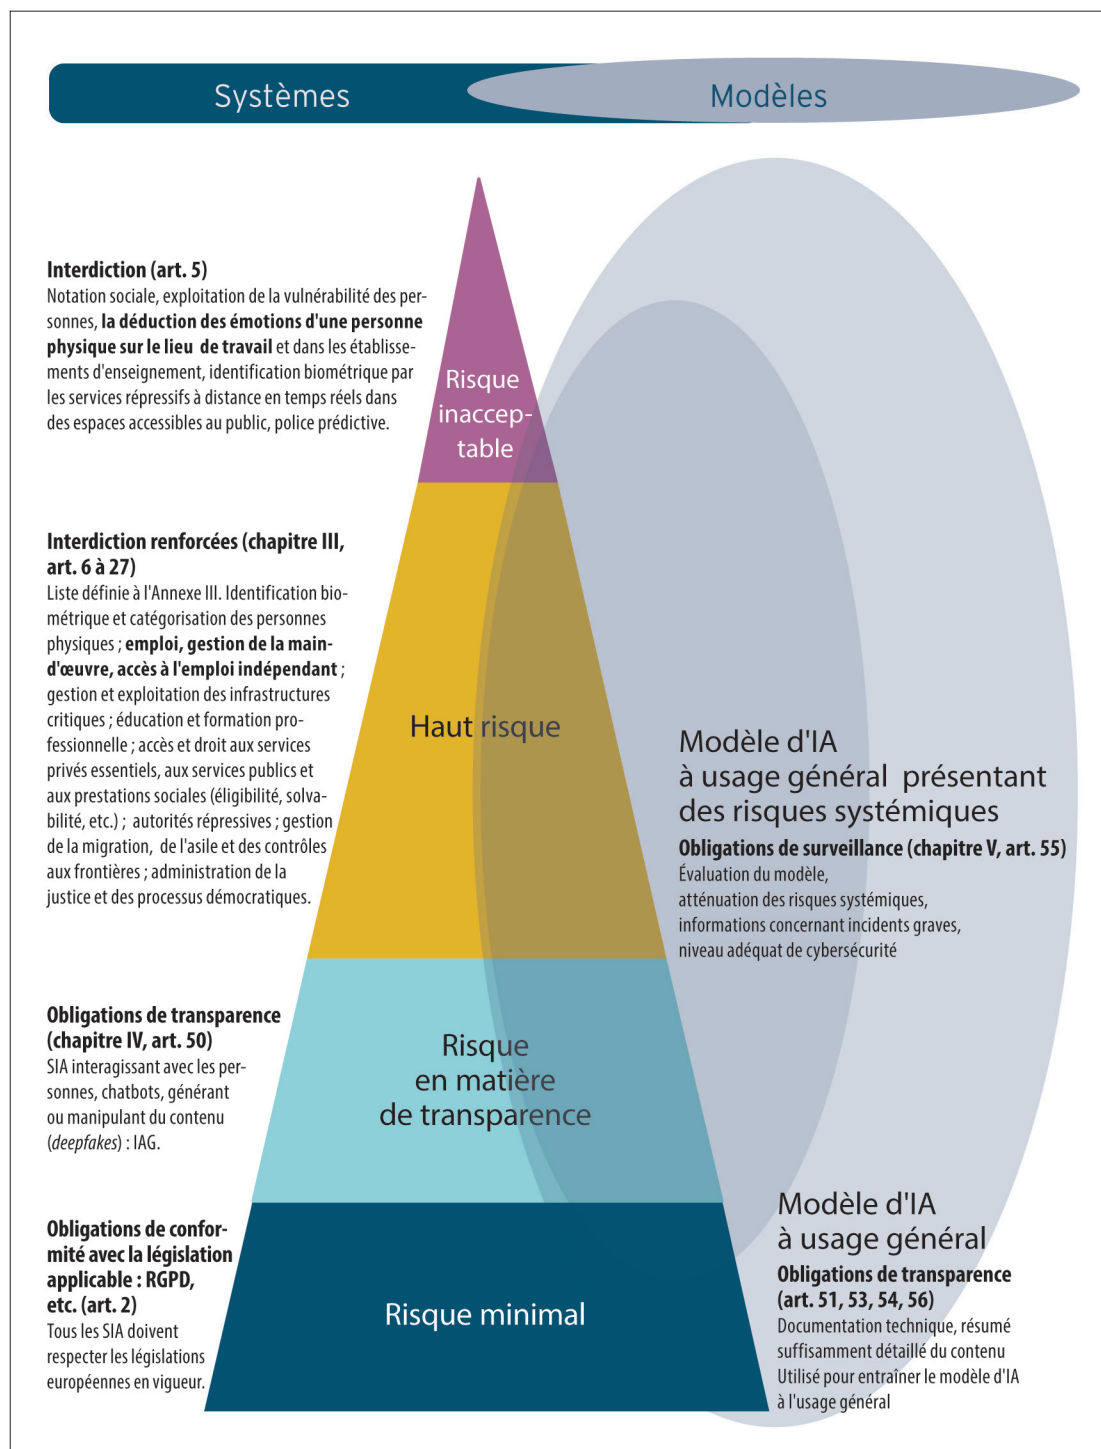 Systèmes
Modèles
Interdiction (art. 5)
Notation sociale, exploitation de la vulnérabilité des per-
sonnes, la déduction des émotions d'une personne
physique sur le lieu de travail et dans les établisse-
ments d'enseignement, identification biométrique par
les services répressifs à distance en temps réels dans
des espaces accessibles au public, police prédictive.
Risque
inaccep-
table
Interdiction renforcées (chapitre III,
art. 6 à 27)
Liste définie à l'Annexe III. Identification bio-
métrique et catégorisation des personnes
physiques ; emploi, gestion de la main-
d'œuvre, accès à l'emploi indépendant ;
gestion et exploitation des infrastructures
critiques ; éducation et formation pro-
fessionnelle ; accès et droit aux services
privés essentiels, aux services publics et
aux prestations sociales (éligibilité, solva-
bilité, etc.) ; autorités répressives ; gestion
de la migration, de l'asile et des contrôles
aux frontières ; administration de la
justice et des processus démocratiques.
Haut risque
Modèle d'IA
à usage général présentant
des risques systémiques
Obligations de surveillance (chapitre V, art. 55)
Évaluation du modèle,
atténuation des risques systémiques,
informations concernant incidents graves,
niveau adéquat de cybersécurité
Obligations de transparence
(chapitre IV, art. 50)
SIA interagissant avec les per-
sonnes, chatbots, générant
ou manipulant du contenu
(deepfakes) : IAG.
Risque
en matière
de transparence
Obligations de confor-
mité avec la législation
applicable : RGPD,
etc. (art. 2)
Tous les SIA doivent
respecter les législations
européennes en vigueur.
Risque minimal
Modèle d'IA
à usage général
Obligations de transparence
(art. 51, 53, 54, 56)
Documentation technique, résumé
suffisamment détaillé du contenu
Utilisé pour entraîner le modèle d'IA
à l'usage général